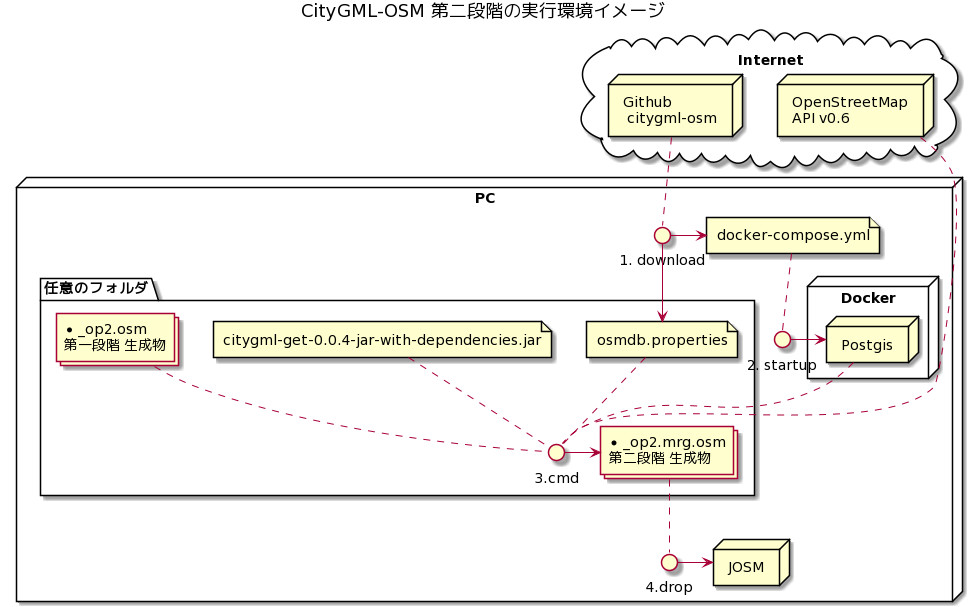 CityGML-OSM 第二段階の実行環境イメージ
Internet
Github
citygml-osm
OpenStreetMap
API v0.6
PC
1. download
docker-compose.yml
任意のフォルダ
Docker
• _op2.osm
第一段階 生成物
citygml-get-0.0.4-jar-with-dependencies.jar
osmdb.properties
Postgis
2. startup
• _op2.mrg.osm
第二段階 生成物
3.cmd
JOSM
4.drop